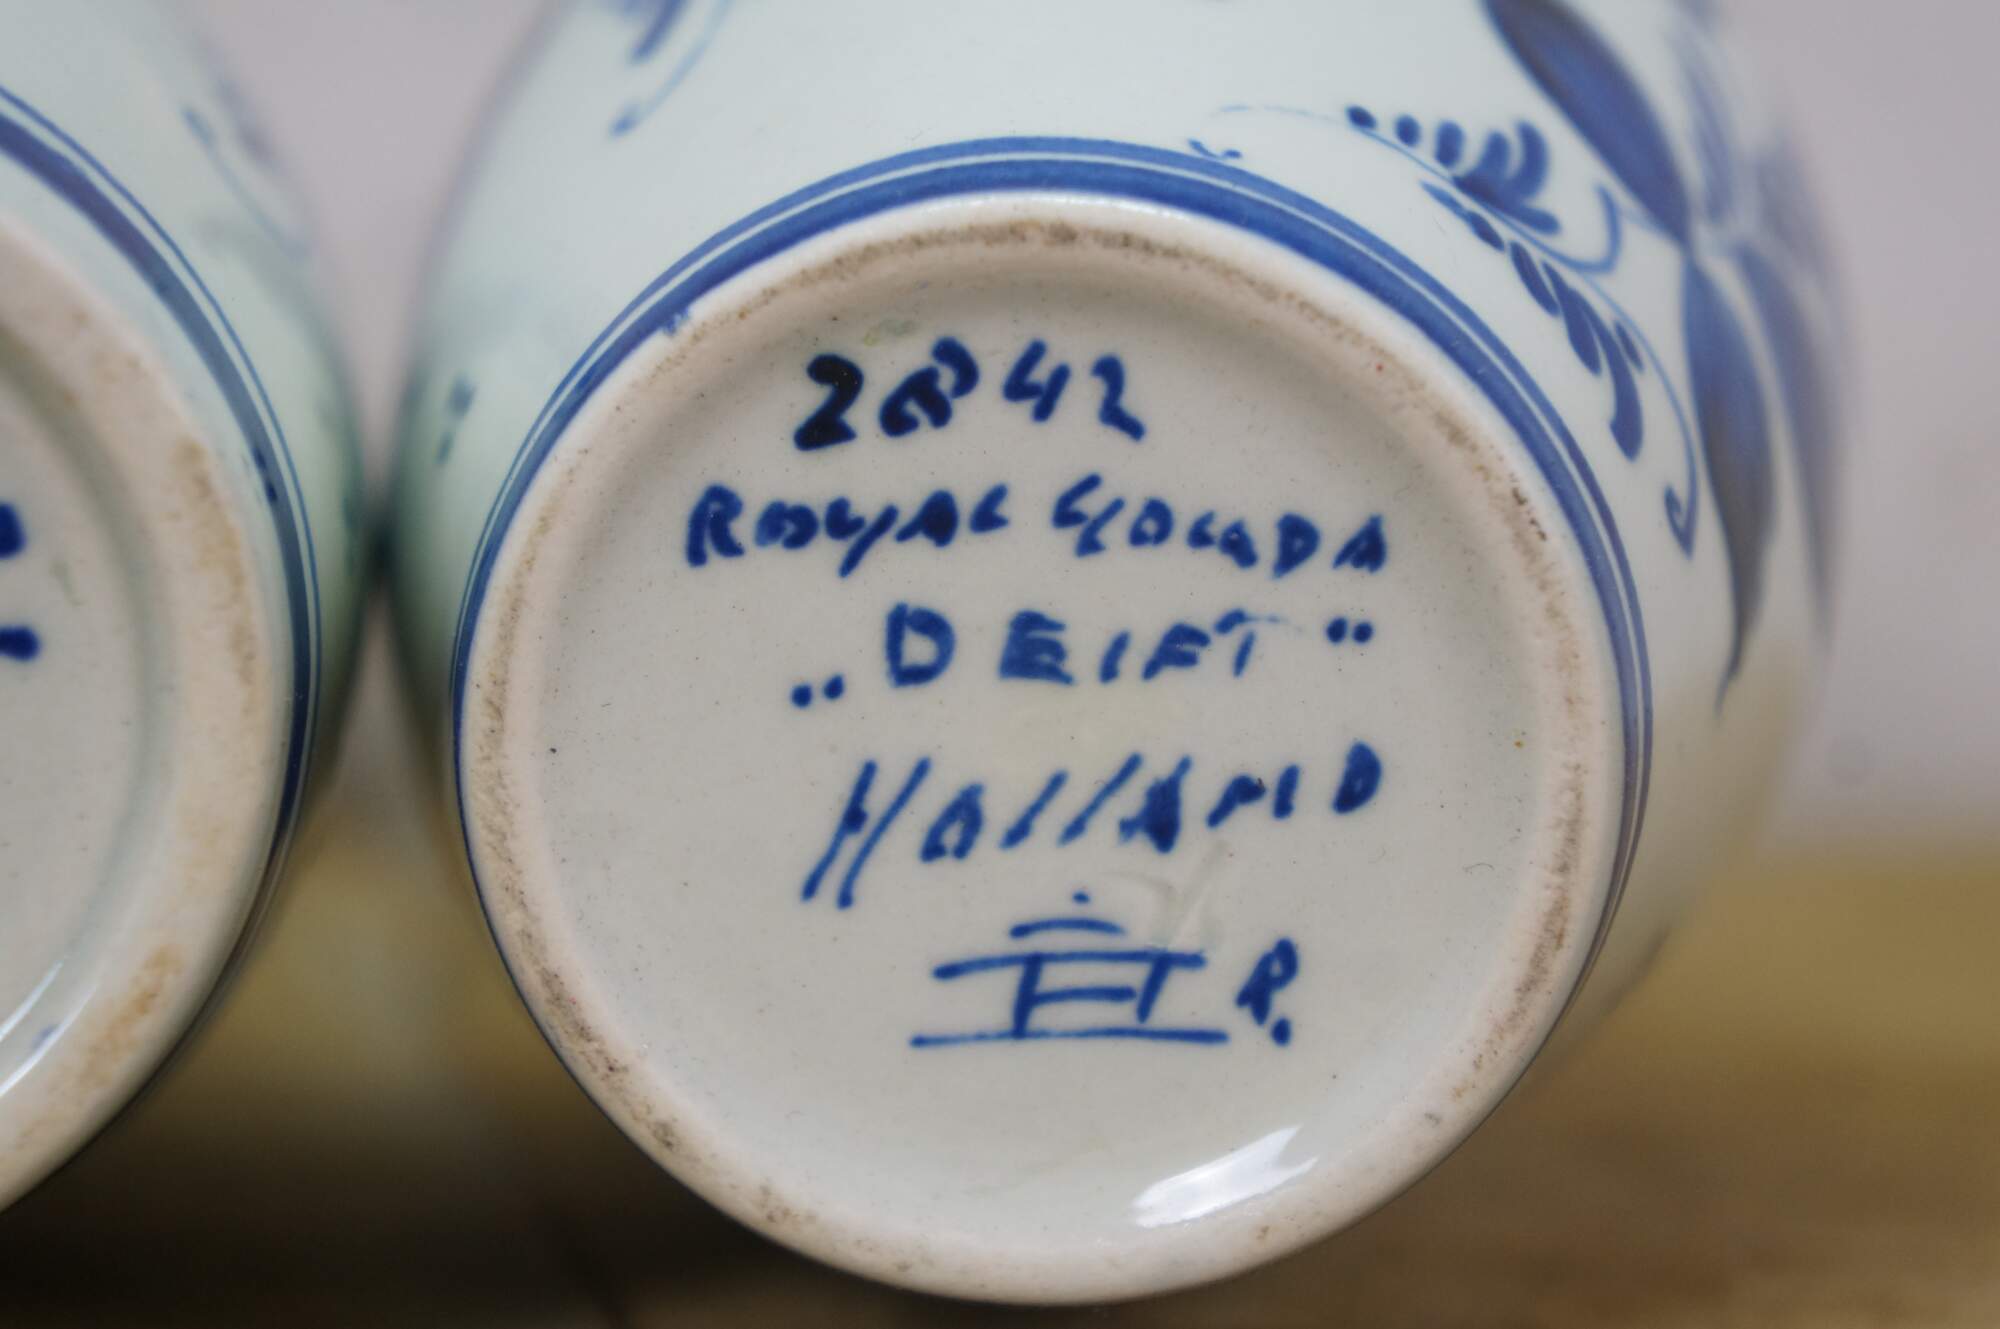 2842
ROYAL GOUDA
„DElFT"
HOllAND
R.